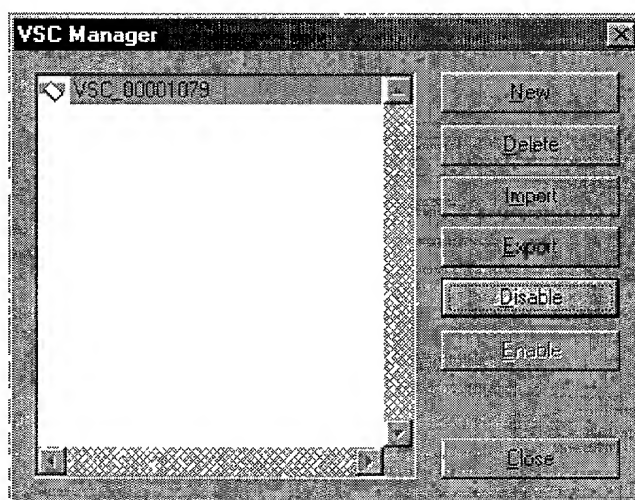 VSC Manager
VSC_00001079
New
Delete
Import
Export
Disable
Enable
Close